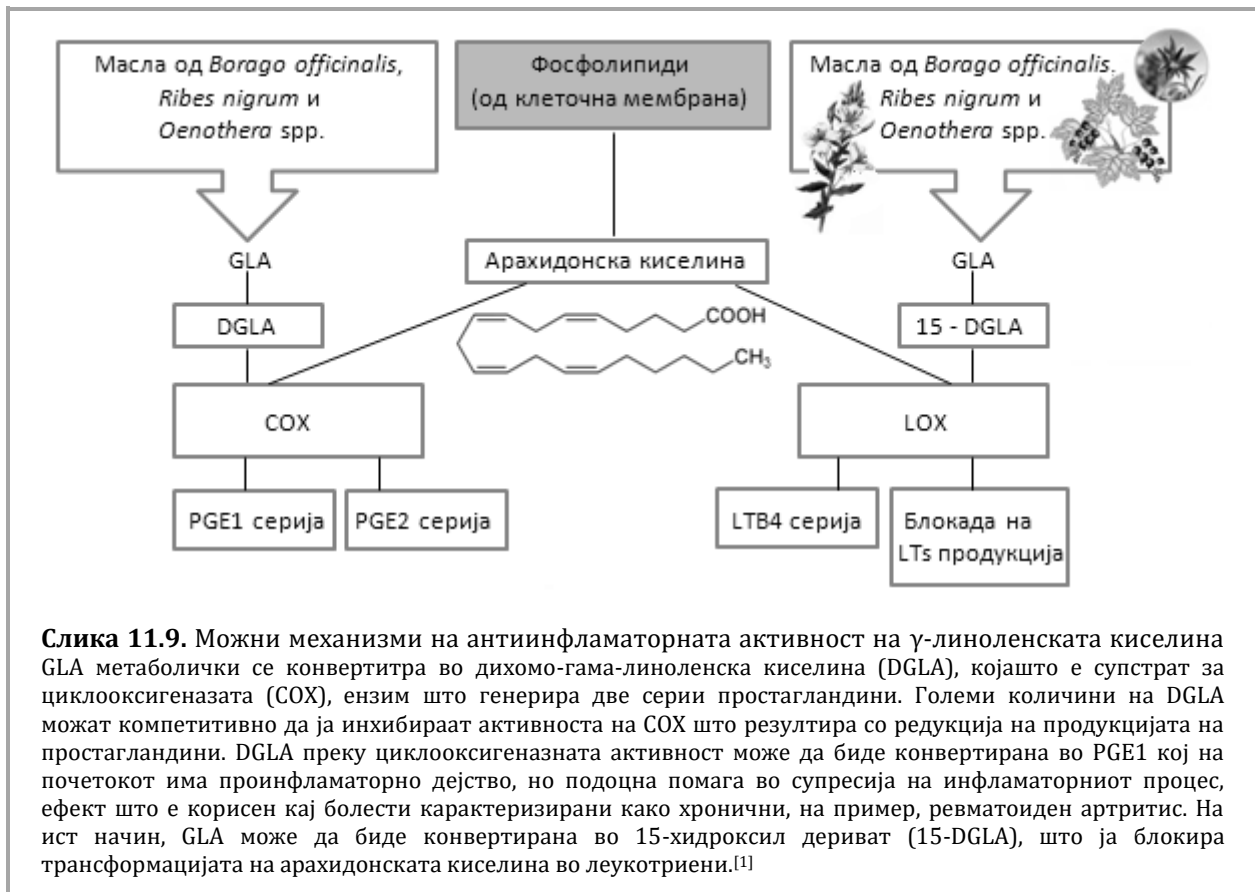 Масла од Borago officinalis,
Ribes nigrum и
Oenothera spp.
Фосфолипиди
(од клеточна мембрана)
Масла од Borago officinalis.
Ribes nigrum и
Oenothera spp.
GLA
Арахидонска киселина
GLA
DGLA
COOH
CH3
15 - DGLA
COX
LOX
PGE1 серија
PGE2 серија
LTB4 серија
Блокада на
LTs продукција
Слика 11.9. Можни механизми на антиинфламаторната активност на γ-линоленската киселина
GLA метаболички се конвертитра во дихомо-гама-линоленска киселина (DGLA), којашто е супстрат за
циклооксигеназата (COX), ензим што генерира две серии простагландини. Големи количини на DGLA
можат компетитивно да ја инхибираат активноста на COX што резултира со редукција на продукцијата на
простагландини. DGLA преку циклооксигеназната активност може да биде конвертирана во PGE1 кој на
почетокот има проинфламаторно дејство, но подоцна помага во супресија на инфламаторниот процес,
ефект што е корисен кај болести карактеризирани како хронични, на пример, ревматоиден артритис. На
ист начин, GLA може да биде конвертирана во 15-хидроксил дериват (15-DGLA), што ја блокира
трансформацијата на арахидонската киселина во леукотриени.[1]